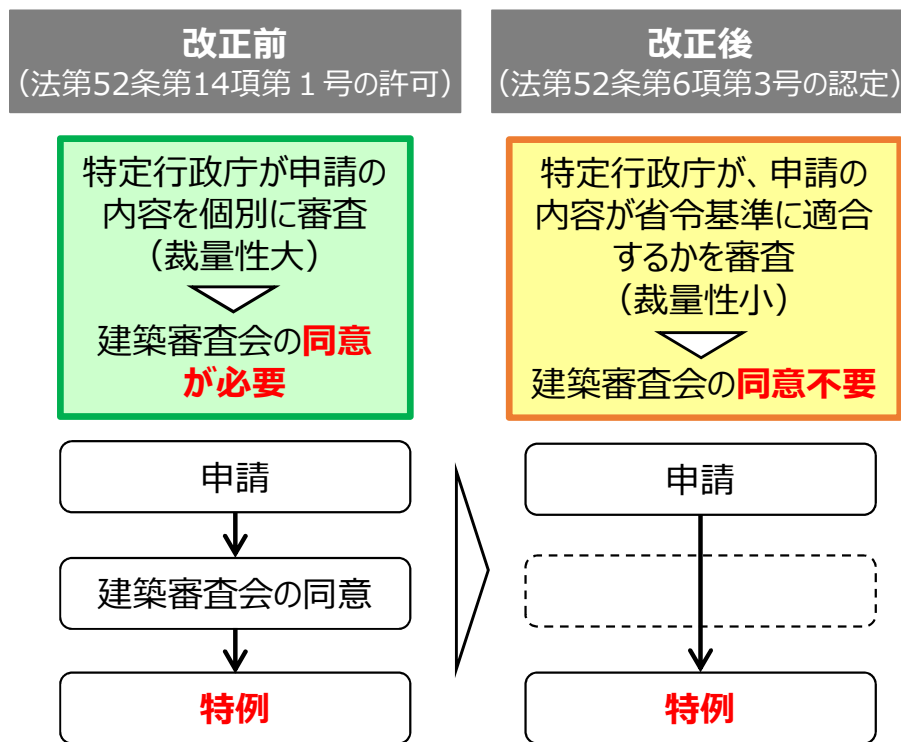 改正前
（法第52条第14項第１号の許可）
特定行政庁が申請の
内容を個別に審査
（裁量性大）
建築審査会の同意
が必要
申請
建築審査会の同意
特例
改正後
（法第52条第6項第3号の認定）
特定行政庁が、申請の
内容が省令基準に適合
するかを審査
（裁量性小）
建築審査会の同意不要
申請
特例